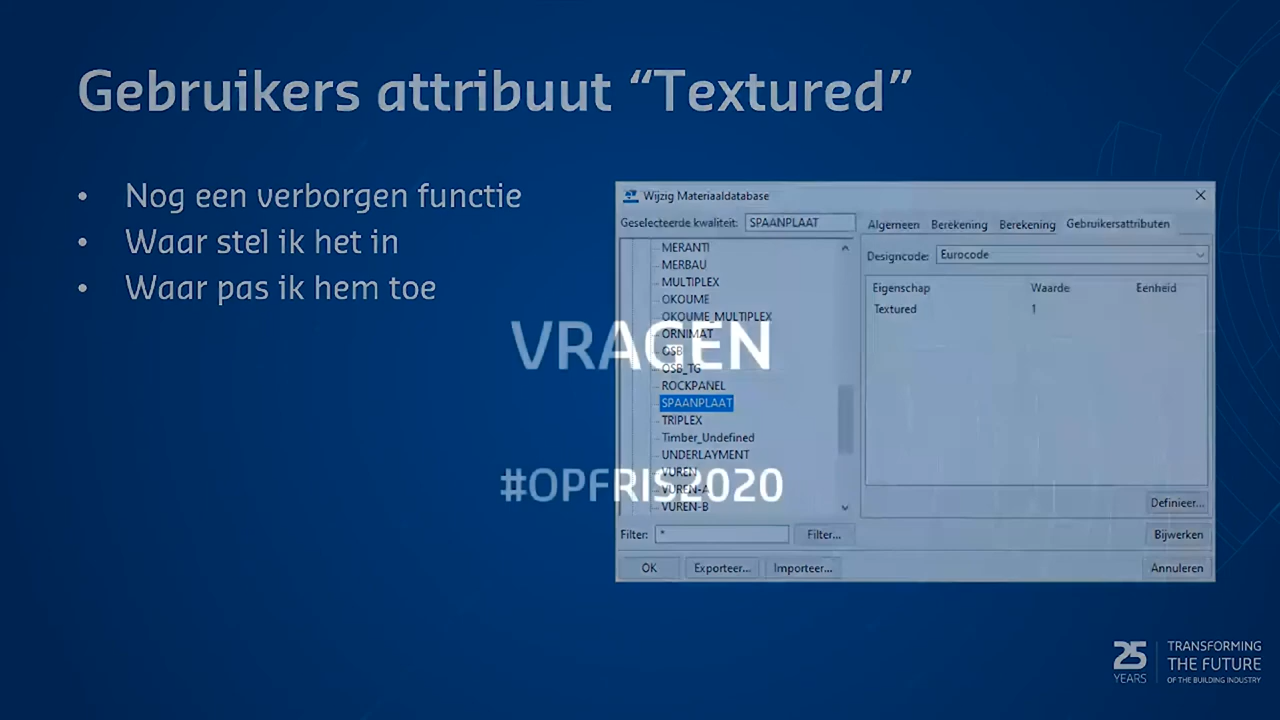 Gebruikers attribuut “Textured”
• Nog een verborgen functie
• Waar stel ik het in
• Waar pas ik hem toe
Wijzig Materiaaldatabase
Geselecteerde kwaliteit: SPAANPLAAT
MERANTI
MERBAU
MULTIPLEX
OKOUME
OKOUME_MULTIPLEX
ORNIMAT
OSB
OSB_TG
ROCKPANEL
SPAANPLAAT
TRIPLEX
Timber_Undefined
UNDERLAYMENT
VUREN
VUREN-A
VUREN-B
Algemeen Berekening Berekening Gebruikersattributen
Designcode: Eurocode
Eigenschap Waarde Eenheid
Textured 1
Definieer...
Filter: * Filter... Bijwerken
OK Exporteer... Importeer... Annuleren
VRAGEN
#OPFRIS2020
25 YEARS
TRANSFORMING
THE FUTURE
OF THE BUILDING INDUSTRY